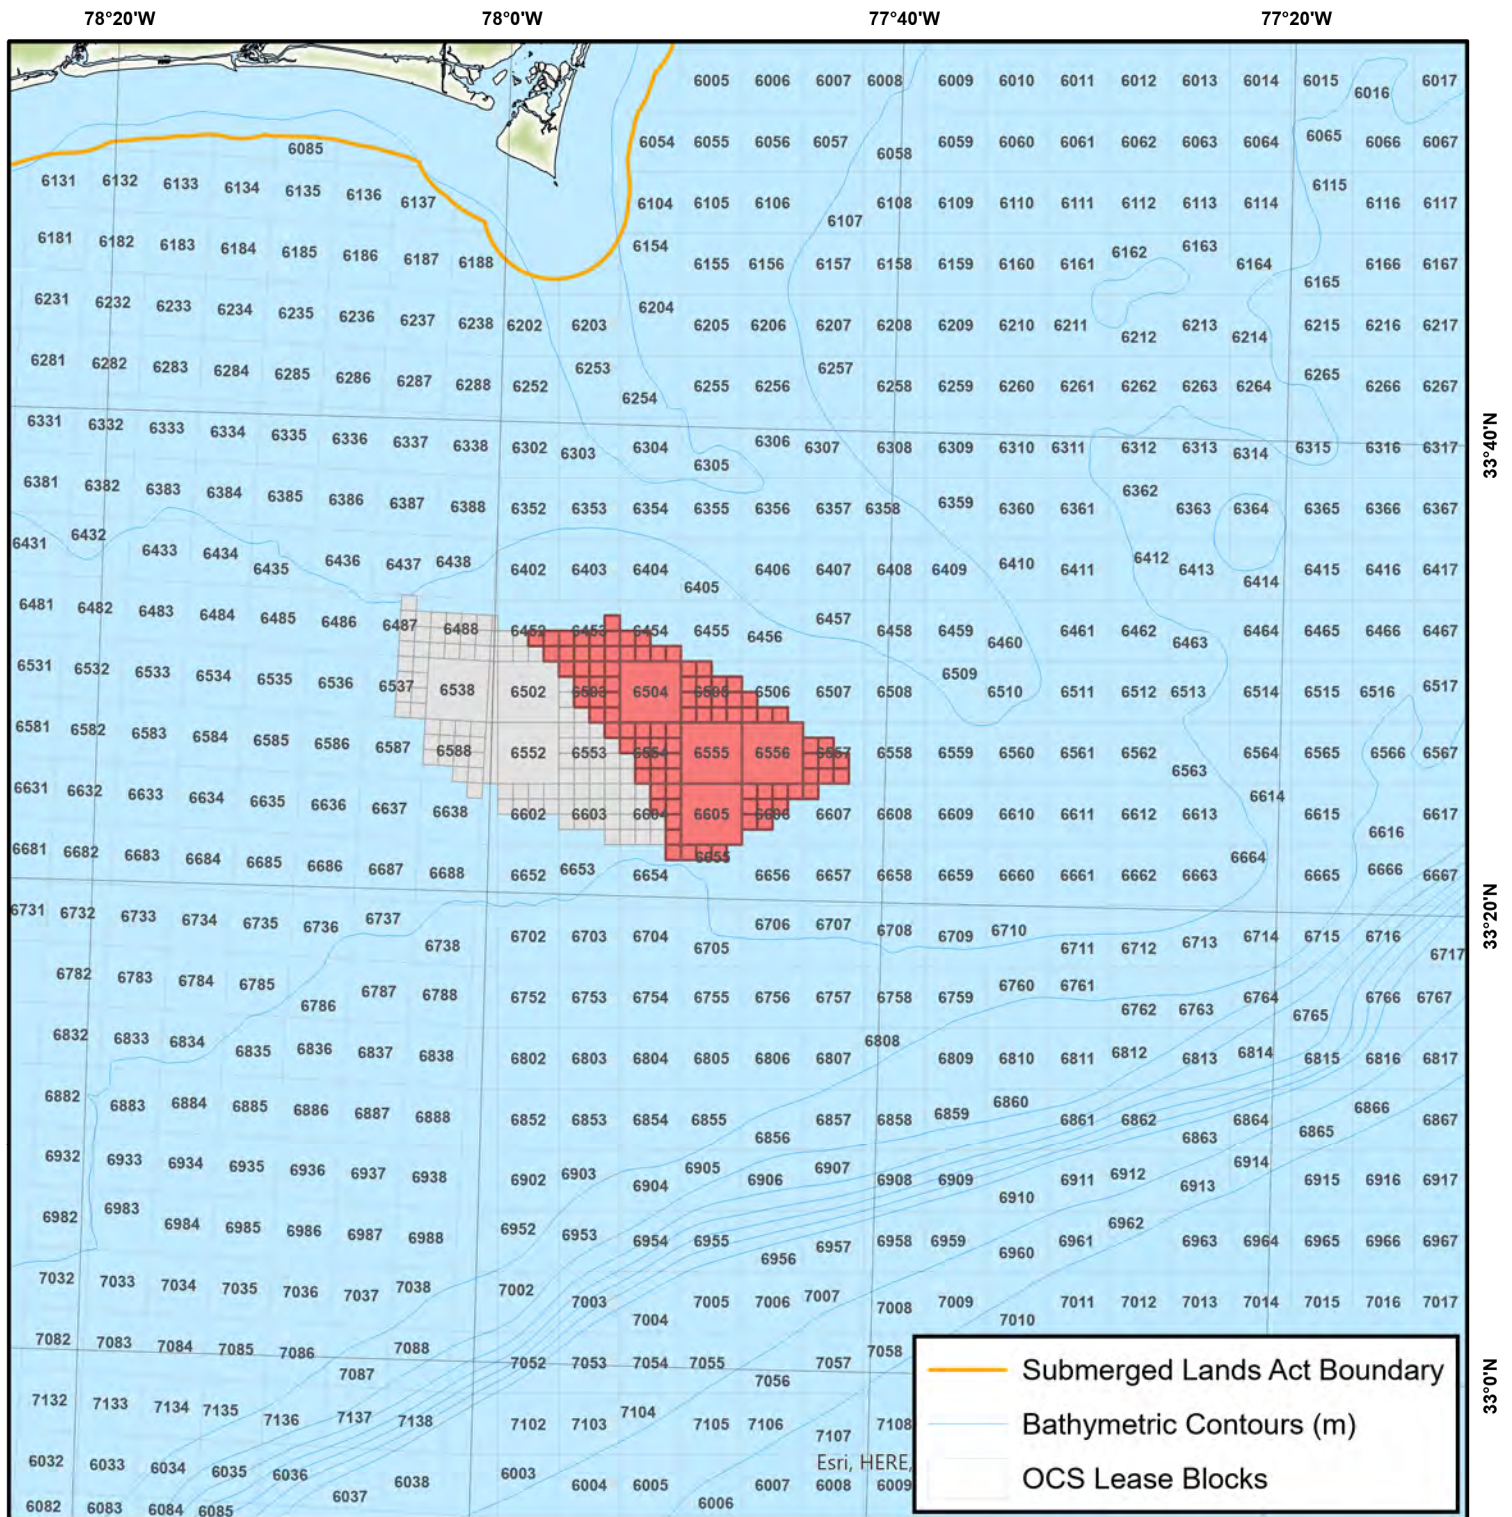 78°20'W 78°0'W 77°40'W 77°20'W
6005 6006 6007 6008 6009 6010 6011 6012 6013 6014 6015 6016 6017
6085 6054 6055 6056 6057 6058 6059 6060 6061 6062 6063 6064 6065 6066 6067
6131 6132 6133 6134 6135 6136 6137 6104 6105 6106 6107 6108 6109 6110 6111 6112 6113 6114 6115 6116 6117
6181 6182 6183 6184 6185 6186 6187 6188 6154 6155 6156 6157 6158 6159 6160 6161 6162 6163 6164 6165 6166 6167
6231 6232 6233 6234 6235 6236 6237 6238 6202 6203 6204 6205 6206 6207 6208 6209 6210 6211 6212 6213 6214 6215 6216 6217
6281 6282 6283 6284 6285 6286 6287 6288 6252 6253 6254 6255 6256 6257 6258 6259 6260 6261 6262 6263 6264 6265 6266 6267
6331 6332 6333 6334 6335 6336 6337 6338 6302 6303 6304 6305 6306 6307 6308 6309 6310 6311 6312 6313 6314 6315 6316 6317
33°40'N
6381 6382 6383 6384 6385 6386 6387 6388 6352 6353 6354 6355 6356 6357 6358 6359 6360 6361 6362 6363 6364 6365 6366 6367
6431 6432 6433 6434 6435 6436 6437 6438 6402 6403 6404 6405 6406 6407 6408 6409 6410 6411 6412 6413 6414 6415 6416 6417
6481 6482 6483 6484 6485 6486 6487 6488 6452 6453 6454 6455 6456 6457 6458 6459 6460 6461 6462 6463 6464 6465 6466 6467
6531 6532 6533 6534 6535 6536 6537 6538 6502 6503 6504 6505 6506 6507 6508 6509 6510 6511 6512 6513 6514 6515 6516 6517
6581 6582 6583 6584 6585 6586 6587 6588 6552 6553 6554 6555 6556 6557 6558 6559 6560 6561 6562 6563 6564 6565 6566 6567
6631 6632 6633 6634 6635 6636 6637 6638 6602 6603 6604 6605 6606 6607 6608 6609 6610 6611 6612 6613 6614 6615 6616 6617
6681 6682 6683 6684 6685 6686 6687 6688 6652 6653 6654 6655 6656 6657 6658 6659 6660 6661 6662 6663 6664 6665 6666 6667
6731 6732 6733 6734 6735 6736 6737 6738 6702 6703 6704 6705 6706 6707 6708 6709 6710 6711 6712 6713 6714 6715 6716 6717
33°20'N
6782 6783 6784 6785 6786 6787 6788 6752 6753 6754 6755 6756 6757 6758 6759 6760 6761 6762 6763 6764 6765 6766 6767
6832 6833 6834 6835 6836 6837 6838 6802 6803 6804 6805 6806 6807 6808 6809 6810 6811 6812 6813 6814 6815 6816 6817
6882 6883 6884 6885 6886 6887 6888 6852 6853 6854 6855 6856 6857 6858 6859 6860 6861 6862 6863 6864 6865 6866 6867
6932 6933 6934 6935 6936 6937 6938 6902 6903 6904 6905 6906 6907 6908 6909 6910 6911 6912 6913 6914 6915 6916 6917
6982 6983 6984 6985 6986 6987 6988 6952 6953 6954 6955 6956 6957 6958 6959 6960 6961 6962 6963 6964 6965 6966 6967
7032 7033 7034 7035 7036 7037 7038 7002 7003 7004 7005 7006 7007 7008 7009 7010 7011 7012 7013 7014 7015 7016 7017
7082 7083 7084 7085 7086 7087 7088 7052 7053 7054 7055 7056 7057 7058
33°0'N
7132 7133 7134 7135 7136 7137 7138 7102 7103 7104 7105 7106 7107 7108
6032 6033 6034 6035 6036 6037 6038 6003 6004 6005 6006 6007 6008 6009
6082 6083 6084 6085
Esri, HERE,
Submerged Lands Act Boundary
Bathymetric Contours (m)
OCS Lease Blocks